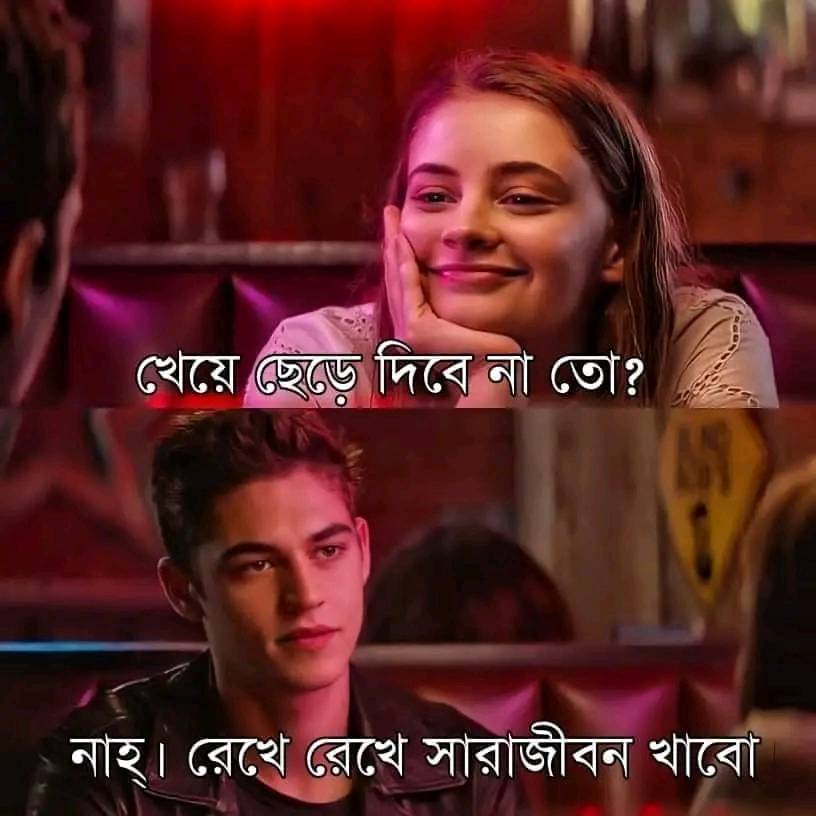 খেয়ে ছেড়ে দিবে না তো?
নাহ্। রেখে রেখে সারাজীবন খাবো